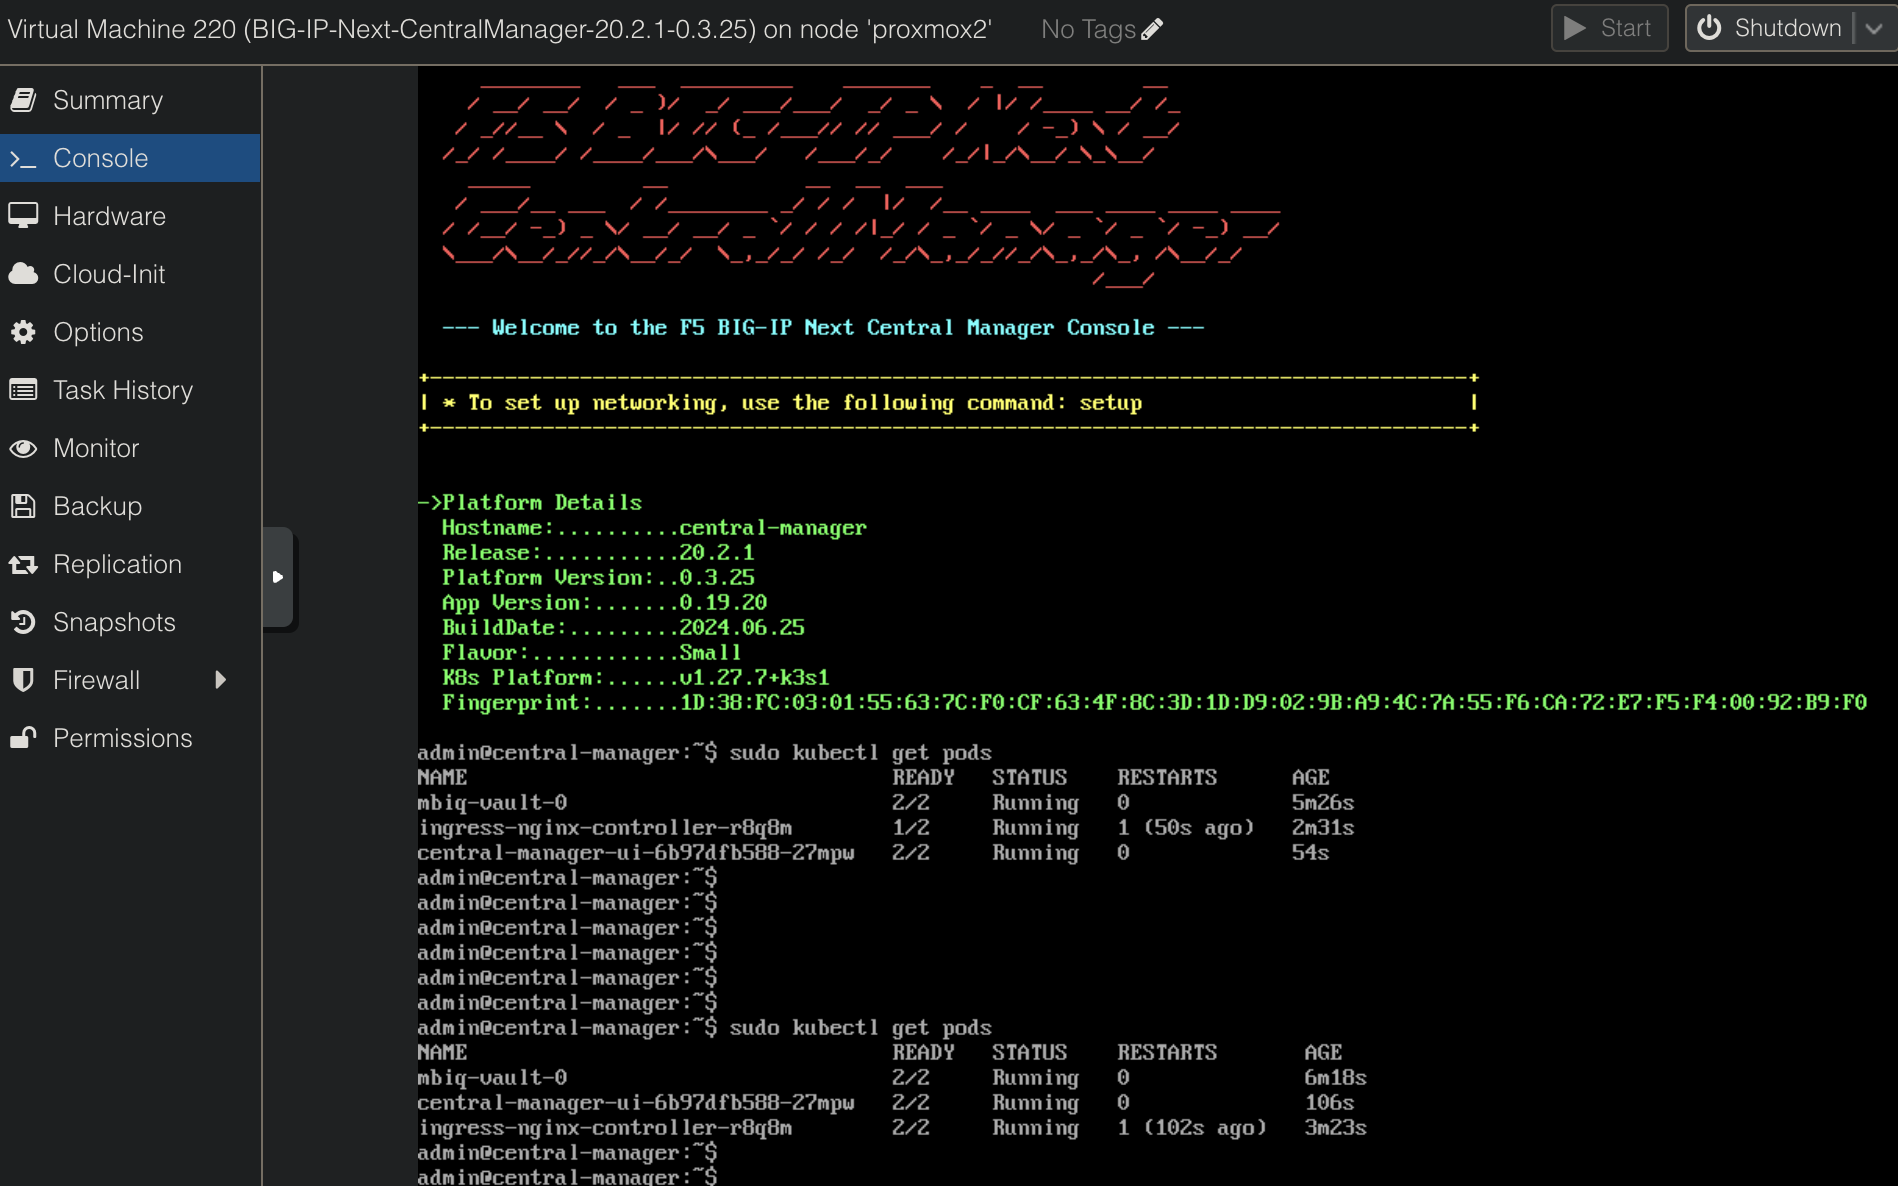 Virtual Machine 220 (BIG-IP-Next-CentralManager-20.2.1-0.3.25) on node 'proxmox2' No Tags Start Shutdown
Summary
Console
Hardware
Cloud-Init
Options
Task History
Monitor
Backup
Replication
Snapshots
Firewall
Permissions
F5 BIG-IP Next
Central Manager
--- Welcome to the F5 BIG-IP Next Central Manager Console ---
+------------------------------------------------------------------------------------+
| * To set up networking, use the following command: setup |
+------------------------------------------------------------------------------------+
->Platform Details
Hostname:..........central-manager
Release:...........20.2.1
Platform Version:..0.3.25
App Version:.......0.19.20
BuildDate:.........2024.06.25
Flavor:............Small
K8s Platform:......v1.27.7+k3s1
Fingerprint:.......1D:38:FC:03:01:55:63:7C:F0:CF:63:4F:8C:3D:1D:D9:02:9B:A9:4C:7A:55:F6:CA:72:E7:F5:F4:00:92:B9:F0
admin@central-manager:~$ sudo kubectl get pods
NAME READY STATUS RESTARTS AGE
mbiq-vault-0 2/2 Running 0 5m26s
ingress-nginx-controller-r8q8m 1/2 Running 1 (50s ago) 2m31s
central-manager-ui-6b97dfb588-27mpw 2/2 Running 0 54s
admin@central-manager:~$
admin@central-manager:~$
admin@central-manager:~$
admin@central-manager:~$
admin@central-manager:~$
admin@central-manager:~$
admin@central-manager:~$ sudo kubectl get pods
NAME READY STATUS RESTARTS AGE
mbiq-vault-0 2/2 Running 0 6m18s
central-manager-ui-6b97dfb588-27mpw 2/2 Running 0 106s
ingress-nginx-controller-r8q8m 2/2 Running 1 (102s ago) 3m23s
admin@central-manager:~$
admin@central-manager:~$